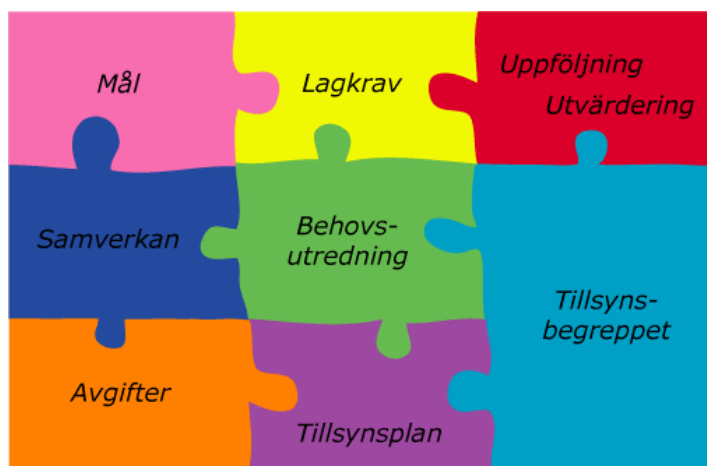 Mål
Lagkrav
Uppföljning
Utvärdering
Samverkan
Behovs-
utredning
Tillsyns-
begreppet
Avgifter
Tillsynsplan